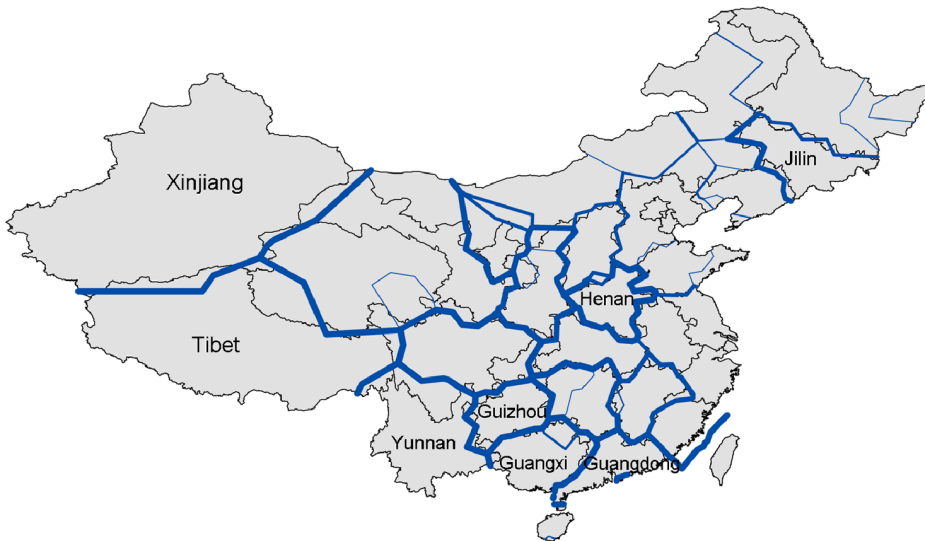 Jilin
Xinjiang
Henan
Tibet
Guizhou
Yunnan
Guangxi
Guangdong